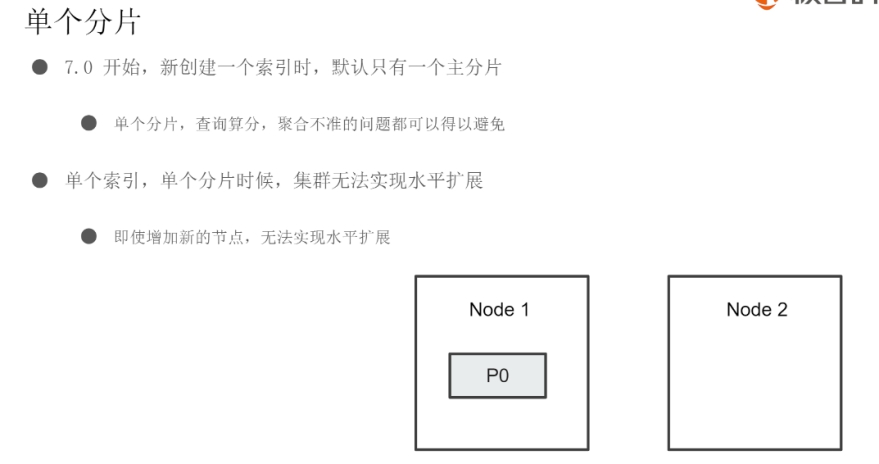 单个分片
● 7.0 开始，新创建一个索引时，默认只有一个主分片
● 单个分片，查询算分，聚合不准的问题都可以得以避免
● 单个索引，单个分片时候，集群无法实现水平扩展
● 即使增加新的节点，无法实现水平扩展
Node 1
Node 2
P0